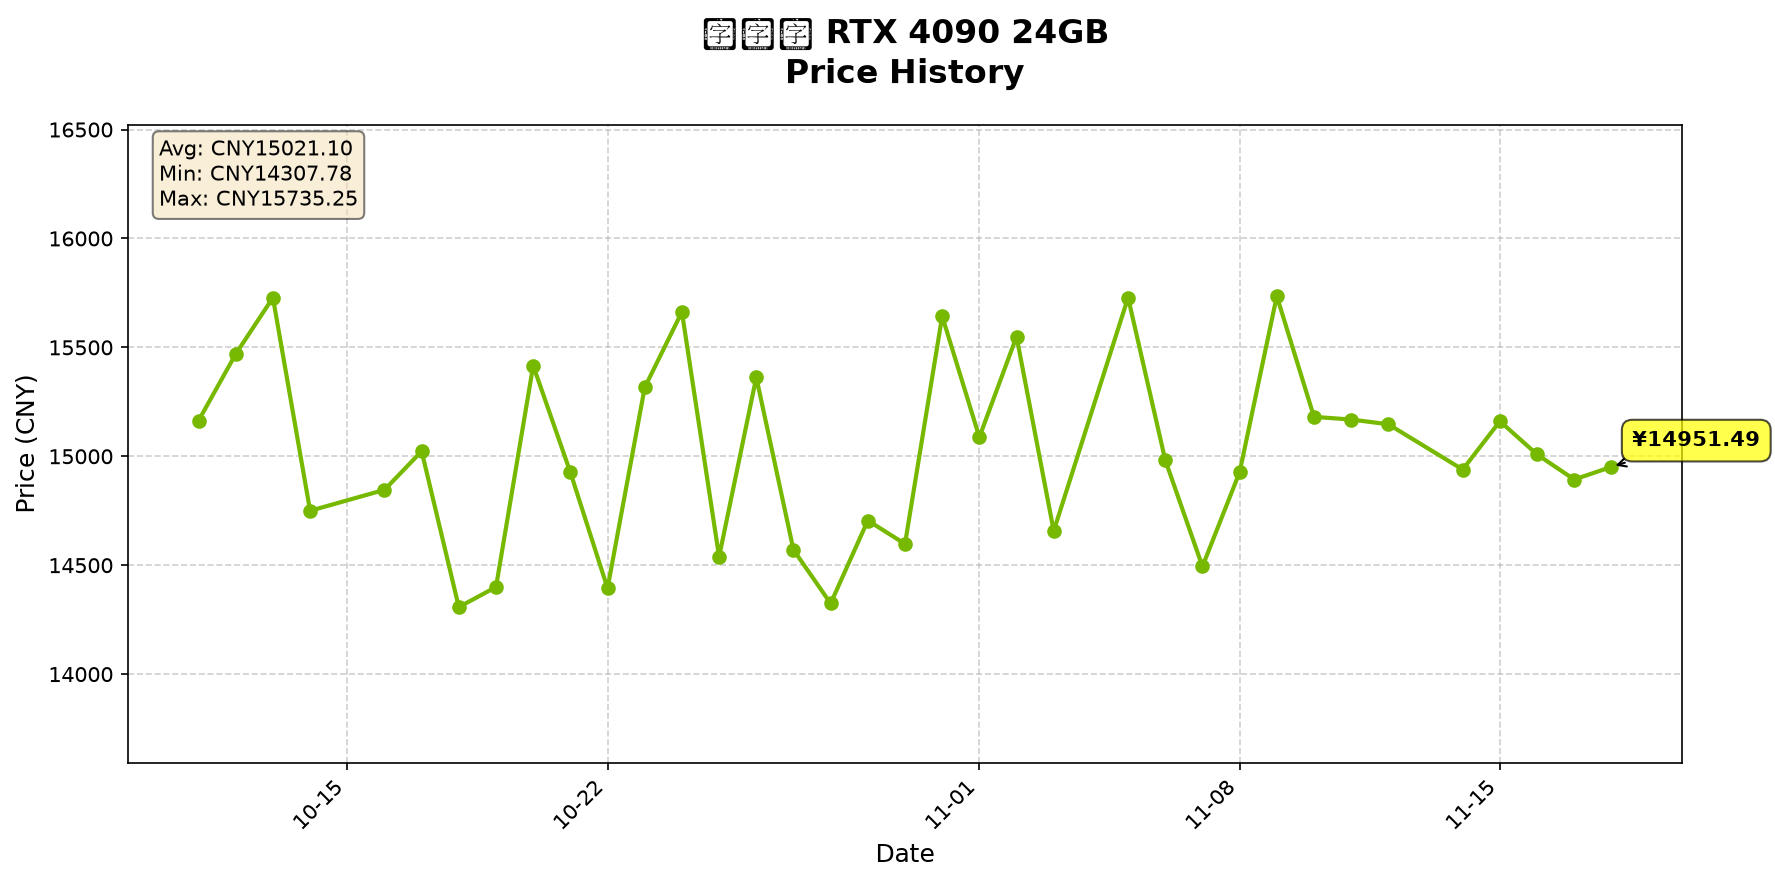 RTX 4090 24GB
Price History
Avg: CNY15021.10
Min: CNY14307.78
Max: CNY15735.25
16500
16000
15500
15000
14500
14000
Price (CNY)
¥14951.49
10-15
10-22
11-01
11-08
11-15
Date